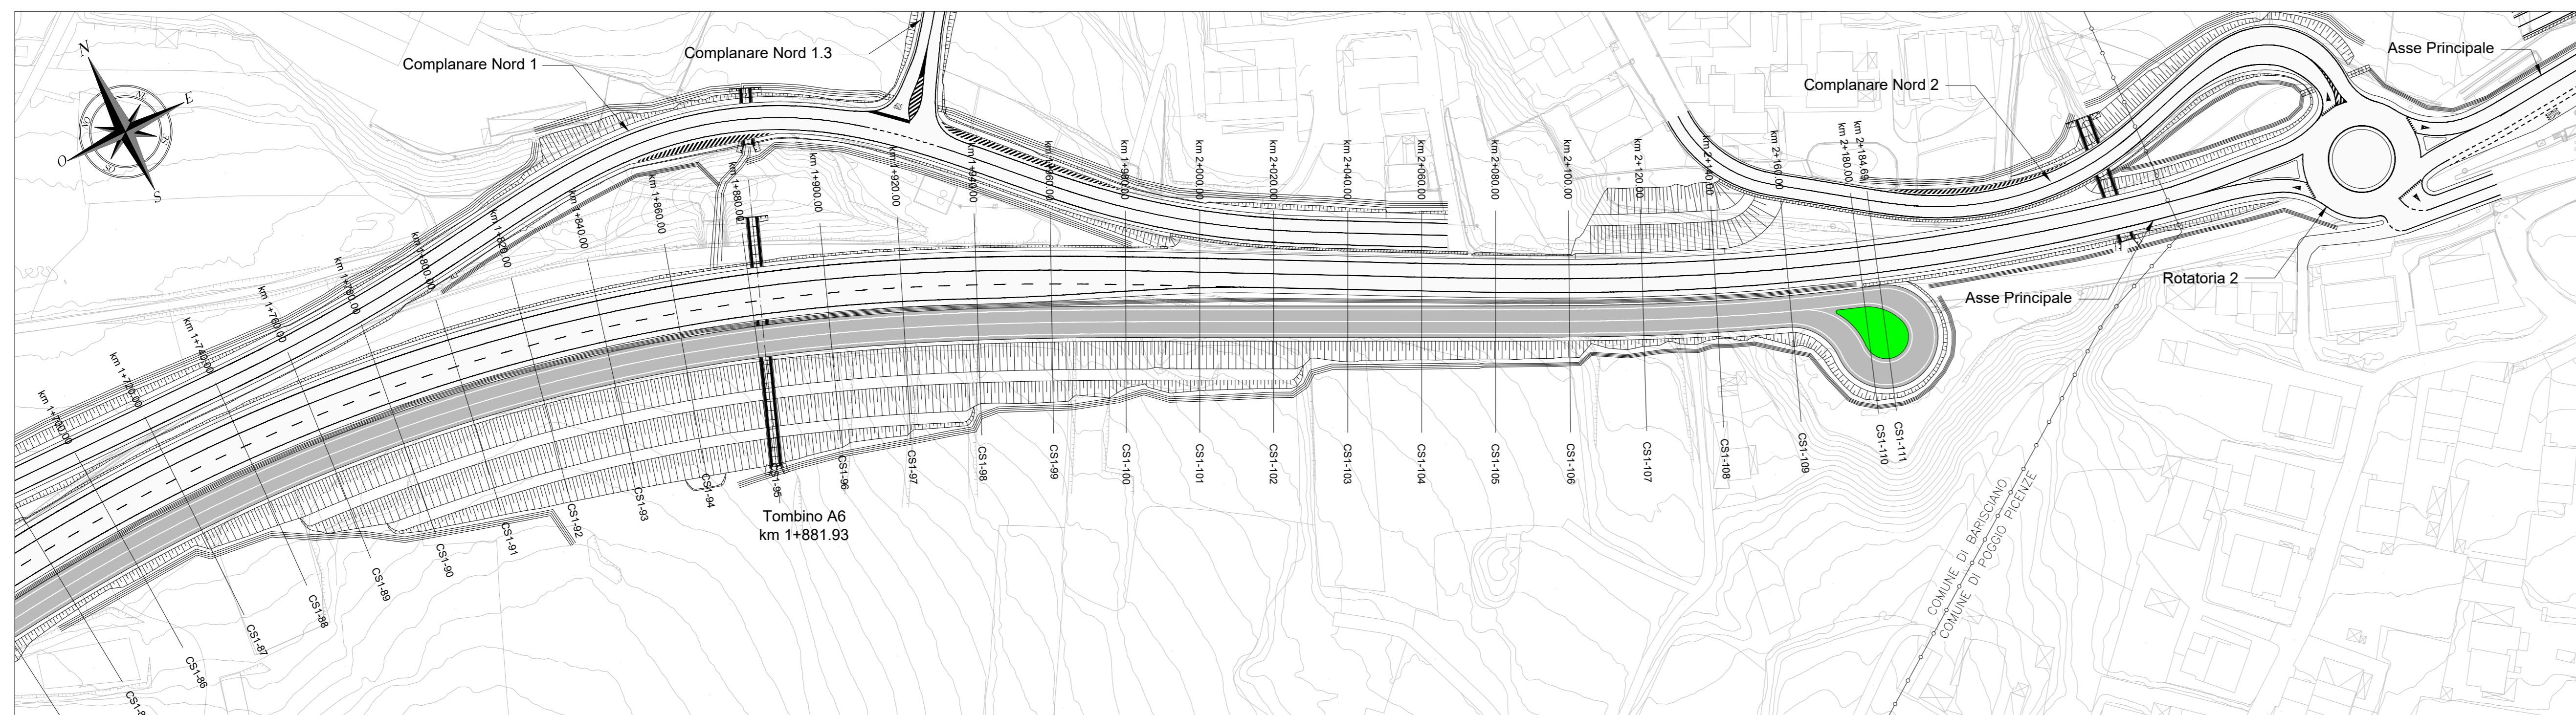 N
NE
E
SE
S
SO
O
NO
Complanare Nord 1
Complanare Nord 1.3
Complanare Nord 2
Asse Principale
km 1+700.00
km 1+720.00
km 1+740.00
km 1+760.00
km 1+780.00
km 1+800.00
km 1+820.00
km 1+840.00
km 1+860.00
km 1+880.00
km 1+900.00
km 1+920.00
km 1+940.00
km 1+960.00
km 1+980.00
km 2+000.00
km 2+020.00
km 2+040.00
km 2+060.00
km 2+080.00
km 2+100.00
km 2+120.00
km 2+140.00
km 2+160.00
km 2+180.00
km 2+184.69
Rotatoria 2
Asse Principale
CS1-86
CS1-87
CS1-88
CS1-89
CS1-90
CS1-91
CS1-92
CS1-93
CS1-94
CS1-95
CS1-96
CS1-97
CS1-98
CS1-99
CS1-100
CS1-101
CS1-102
CS1-103
CS1-104
CS1-105
CS1-106
CS1-107
CS1-108
CS1-109
CS1-110
CS1-111
Tombino A6
km 1+881.93
COMUNE DI BARISCIANO
COMUNE DI POGGIO PICENZE